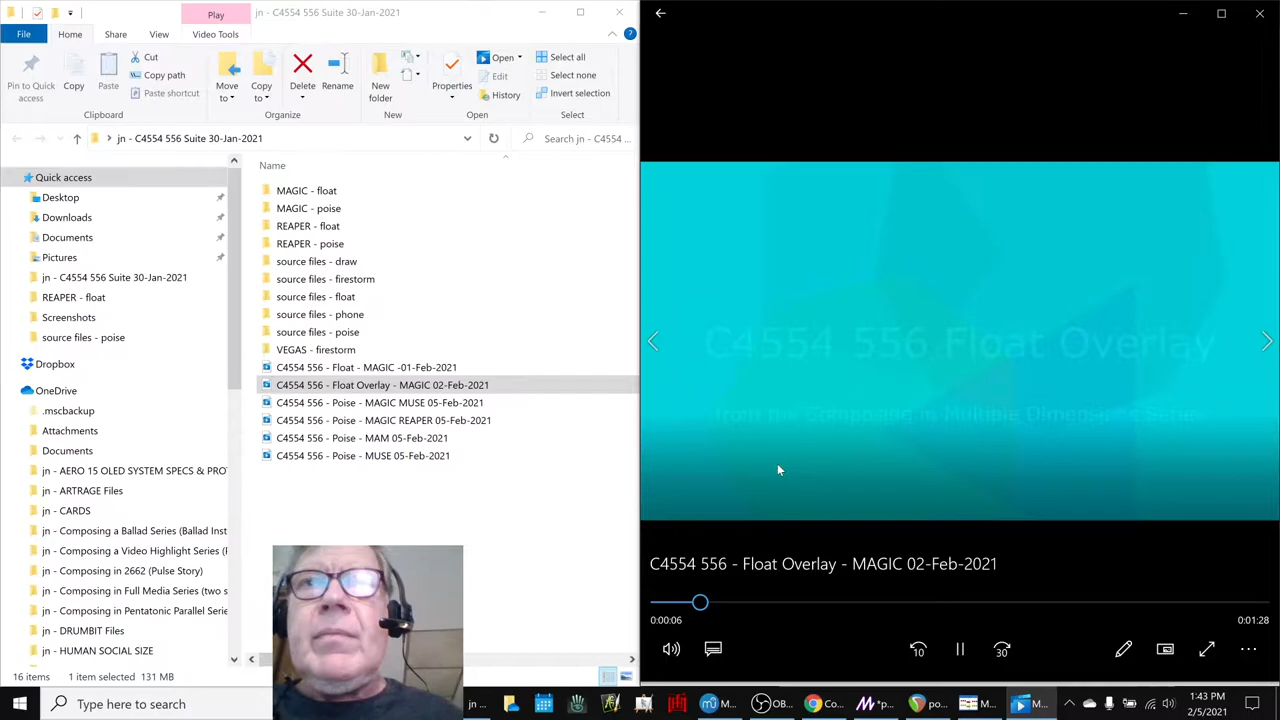 Play
jn - C4554 556 Suite 30-Jan-2021
File
Home
Share
View
Video Tools
Pin to Quick access
Copy
Paste
Cut
Copy path
Paste shortcut
Clipboard
Move to
Copy to
Delete
Rename
Organize
New folder
New
Properties
Open
Edit
History
Open
Select all
Select none
Invert selection
Select
jn - C4554 556 Suite 30-Jan-2021
Search jn - C4554 ...
Quick access
Desktop
Downloads
Documents
Pictures
jn - C4554 556 Suite 30-Jan-2021
REAPER - float
Screenshots
source files - poise
Dropbox
OneDrive
.mscbackup
Attachments
Documents
jn - AERO 15 OLED SYSTEM SPECS & PRO
jn - ARTRAGE Files
jn - CARDS
jn - Composing a Ballad Series (Ballad Inst
jn - Composing a Video Highlight Series (F
jn - Composing in 2662 (Pulse Story)
jn - Composing in Full Media Series (two s
jn - Composing in Pentatonic Parallel Serie
jn - DRUMBIT Files
jn - HUMAN SOCIAL SIZE
Name
MAGIC - float
MAGIC - poise
REAPER - float
REAPER - poise
source files - draw
source files - firestorm
source files - float
source files - phone
source files - poise
VEGAS - firestorm
C4554 556 - Float - MAGIC -01-Feb-2021
C4554 556 - Float Overlay - MAGIC 02-Feb-2021
C4554 556 - Poise - MAGIC MUSE 05-Feb-2021
C4554 556 - Poise - MAGIC REAPER 05-Feb-2021
C4554 556 - Poise - MAM 05-Feb-2021
C4554 556 - Poise - MUSE 05-Feb-2021
16 items
1 item selected
131 MB
C4554 556 Float Overlay
from the Composing in Multiple Dimensions Series
C4554 556 - Float Overlay - MAGIC 02-Feb-2021
0:00:06
0:01:28
10
30
Type here to search
jn ...
M...
OB...
Co...
*p...
po...
M...
M...
1:43 PM
2/5/2021